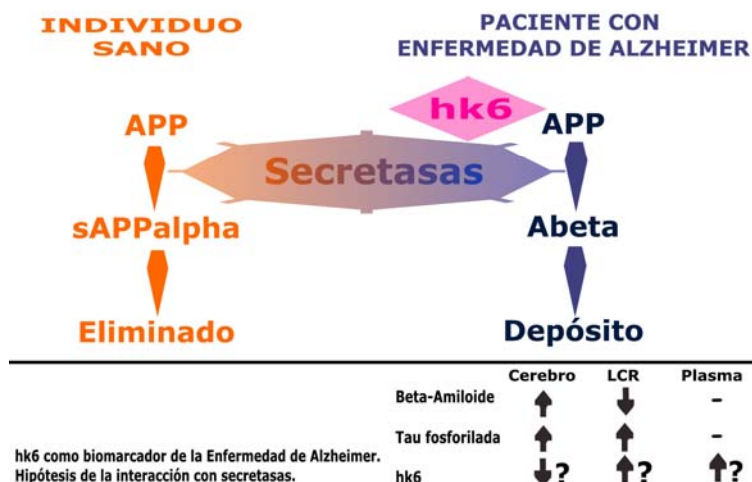 INDIVIDUO
SANO
PACIENTE CON
ENFERMEDAD DE ALZHEIMER
hk6
APP
APP
Secretasas
sAPPalpha
Abeta
Eliminado
Depósito
Cerebro LCR Plasma
Beta-Amiloide –
Tau fosforilada –
hk6 ? ? ?
hk6 como biomarcador de la Enfermedad de Alzheimer.
Hipótesis de la interacción con secretasas.